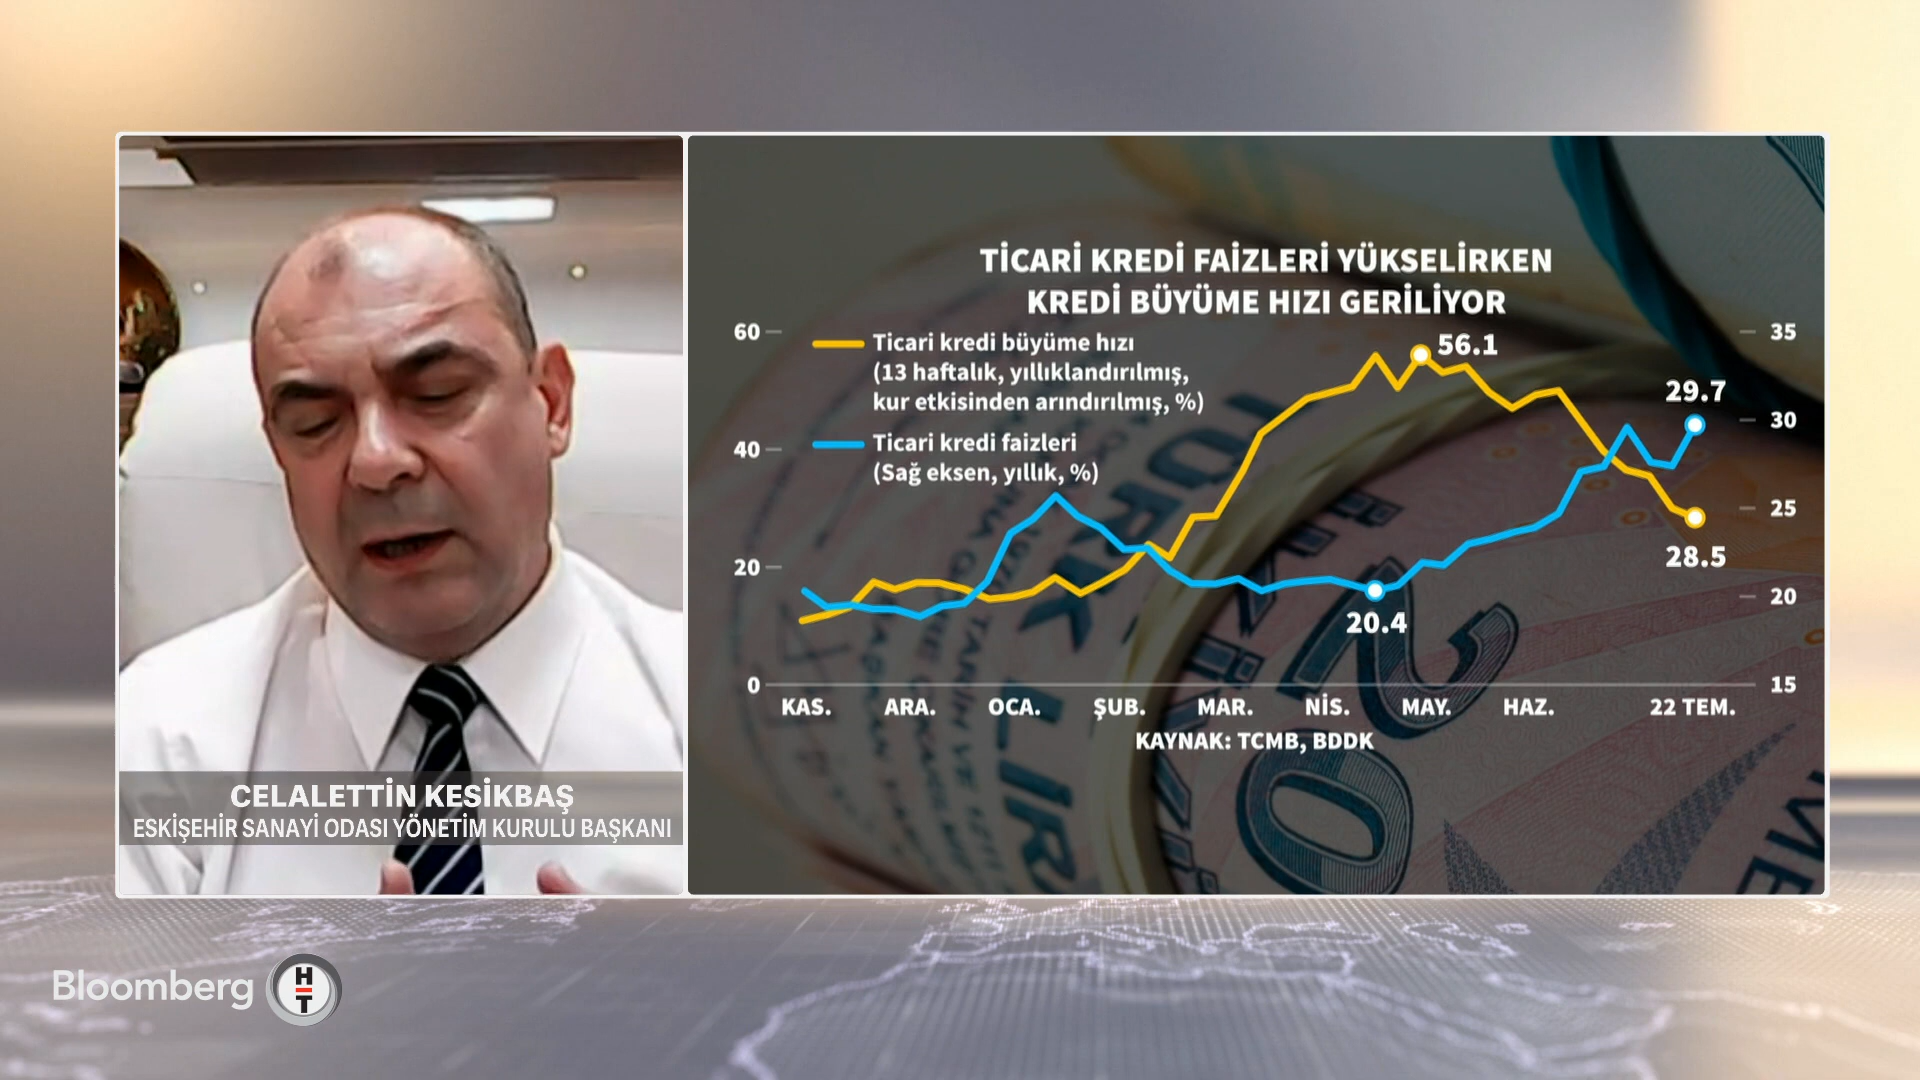 TİCARİ KREDİ FAİZLERİ YÜKSELİRKEN
KREDİ BÜYÜME HIZI GERİLİYOR
60
35
Ticari kredi büyüme hızı
(13 haftalık, yıllıklandırılmış,
kur etkisinden arındırılmış, %)
Ticari kredi faizleri
(Sağ eksen, yıllık, %)
56.1
29.7
30
40
25
28.5
20
20
20.4
0
15
KAS. ARA. OCA. ŞUB. MAR. NİS. MAY. HAZ. 22 TEM.
KAYNAK: TCMB, BDDK
CELALETTİN KESİKBAŞ
ESKİŞEHİR SANAYİ ODASI YÖNETİM KURULU BAŞKANI
Bloomberg HT